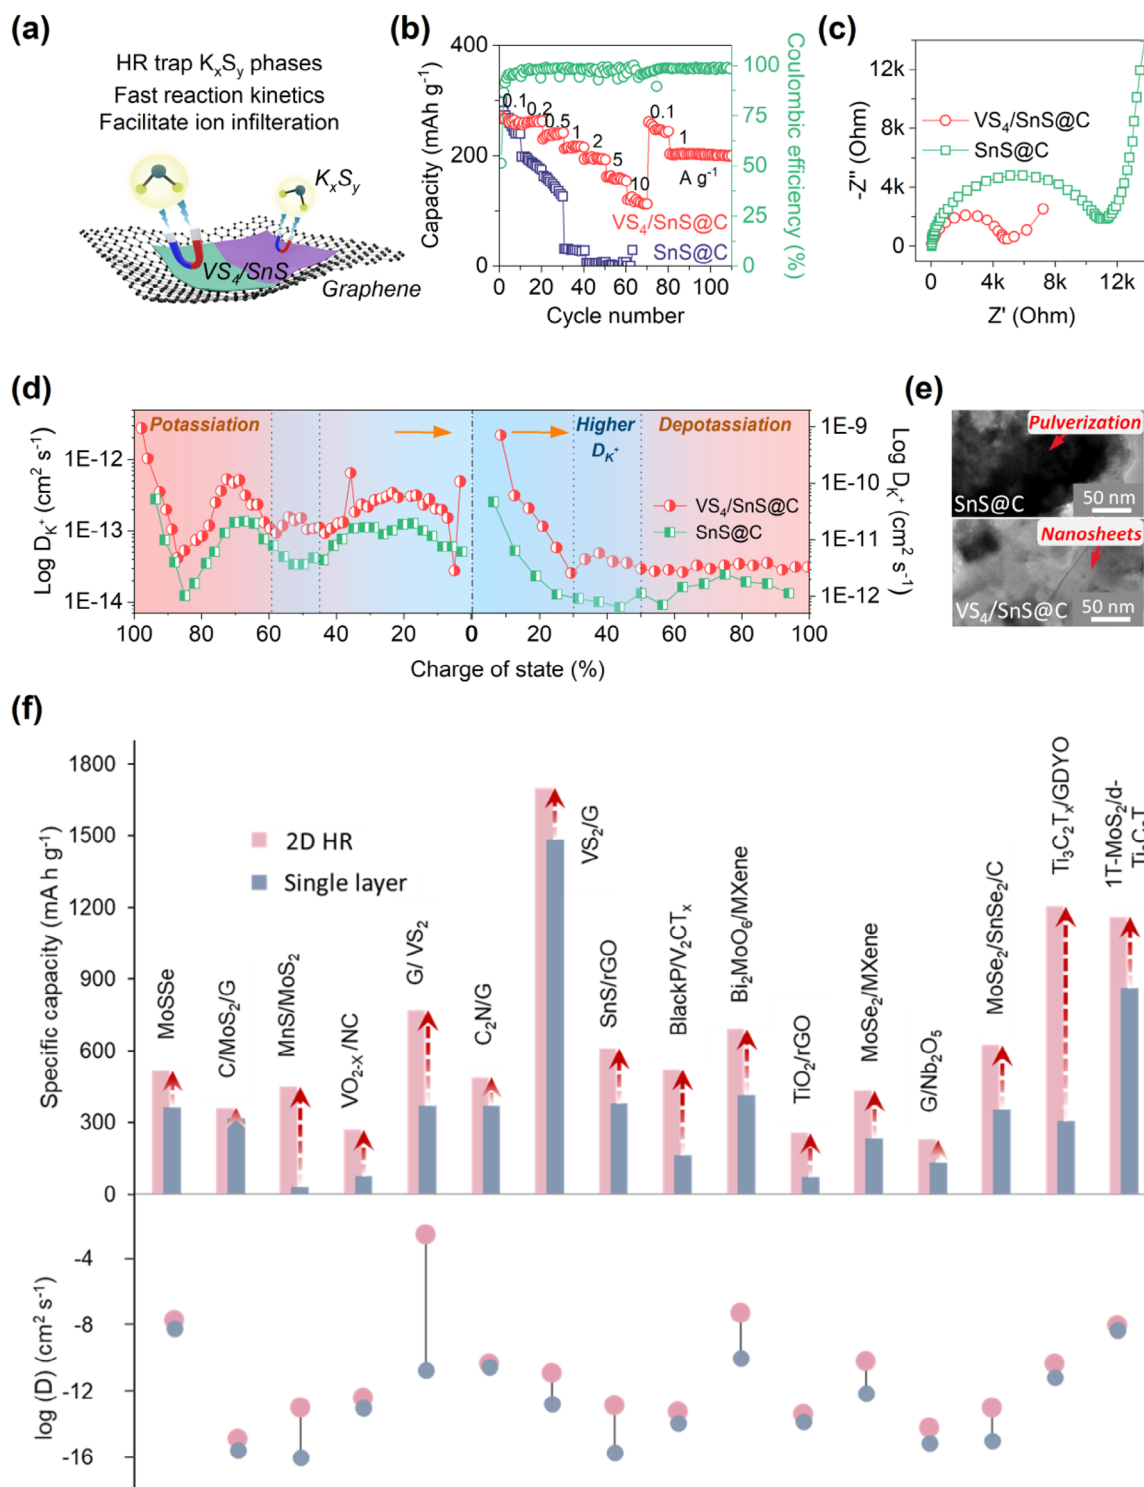 (a)
HR trap KₓSᵧ phases
Fast reaction kinetics
Facilitate ion infilteration
KₓSᵧ
VS₄/SnS
Graphene
(b)
Capacity (mAh g⁻¹)
400
200
0
0.1
0.2
0.5
1
2
5
10
0.1
1
A g⁻¹
VS₄/SnS@C
SnS@C
100
75
50
25
0
Coulombic efficiency (%)
0 20 40 60 80 100
Cycle number
(c)
-Z'' (Ohm)
12k
8k
4k
0
VS₄/SnS@C
SnS@C
0 4k 8k 12k
Z' (Ohm)
(d)
Log D_K⁺ (cm² s⁻¹)
1E-12
1E-13
1E-14
Potassiation
Higher
D_K⁺
Depotassiation
VS₄/SnS@C
SnS@C
1E-9
1E-10
1E-11
1E-12
Log D_K⁺ (cm² s⁻¹)
100 80 60 40 20 0 20 40 60 80 100
Charge of state (%)
(e)
Pulverization
SnS@C
50 nm
Nanosheets
VS₄/SnS@C
50 nm
(f)
Specific capacity (mA h g⁻¹)
1800
1500
1200
900
600
300
0
2D HR
Single layer
MoSSe
C/MoS₂/G
MnS/MoS₂
VO₂₋ₓ /NC
G/ VS₂
C₂N/G
VS₂/G
SnS/rGO
BlackP/V₂CTₓ
Bi₂MoO₆/MXene
TiO₂/rGO
MoSe₂/MXene
G/Nb₂O₅
MoSe₂/SnSe₂/C
Ti₃C₂Tₓ/GDYO
1T-MoS₂/d-
log (D) (cm² s⁻¹)
-4
-8
-12
-16